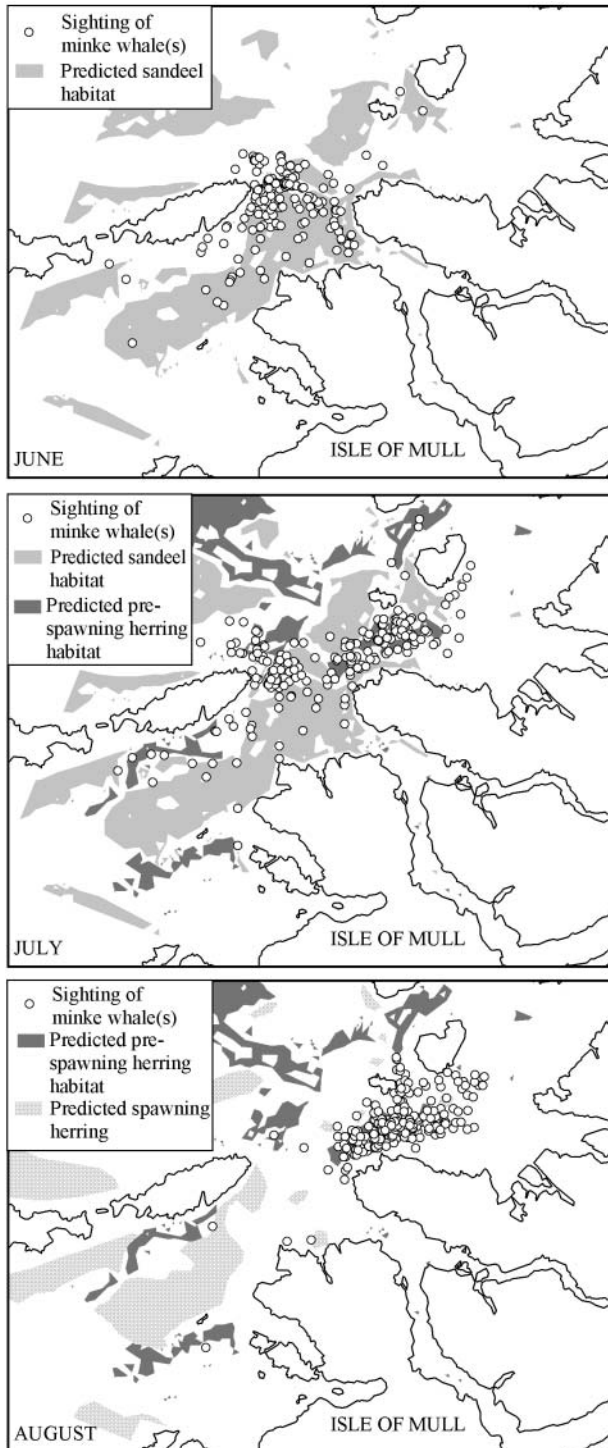 Sighting of
minke whale(s)
Predicted sandeel
habitat
JUNE
ISLE OF MULL
Sighting of
minke whale(s)
Predicted sandeel
habitat
Predicted pre-
spawning herring
habitat
JULY
ISLE OF MULL
Sighting of
minke whale(s)
Predicted pre-
spawning herring
habitat
Predicted spawning
herring
AUGUST
ISLE OF MULL